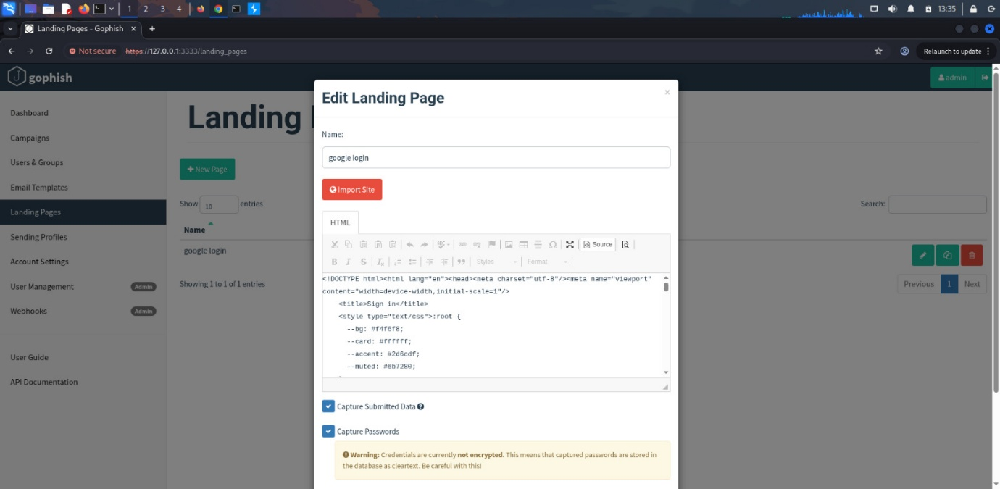 1 2 3 4
13:35
Landing Pages - Gophish
Not secure https://127.0.0.1:3333/landing_pages
Relaunch to update
gophish
admin
Dashboard
Campaigns
Users & Groups
Email Templates
Landing Pages
Sending Profiles
Account Settings
User Management Admin
Webhooks Admin
User Guide
API Documentation
Landing
New Page
Show 10 entries
Search:
Name
google login
Showing 1 to 1 of 1 entries
Previous 1 Next
Edit Landing Page
Name:
google login
Import Site
HTML
Source
Styles Format
<!DOCTYPE html><html lang="en"><head><meta charset="utf-8"/><meta name="viewport"
content="width=device-width,initial-scale=1"/>
<title>Sign in</title>
<style type="text/css">:root {
--bg: #f4f6f8;
--card: #ffffff;
--accent: #2d6cdf;
--muted: #6b7280;
Capture Submitted Data
Capture Passwords
Warning: Credentials are currently not encrypted. This means that captured passwords are stored in
the database as cleartext. Be careful with this!